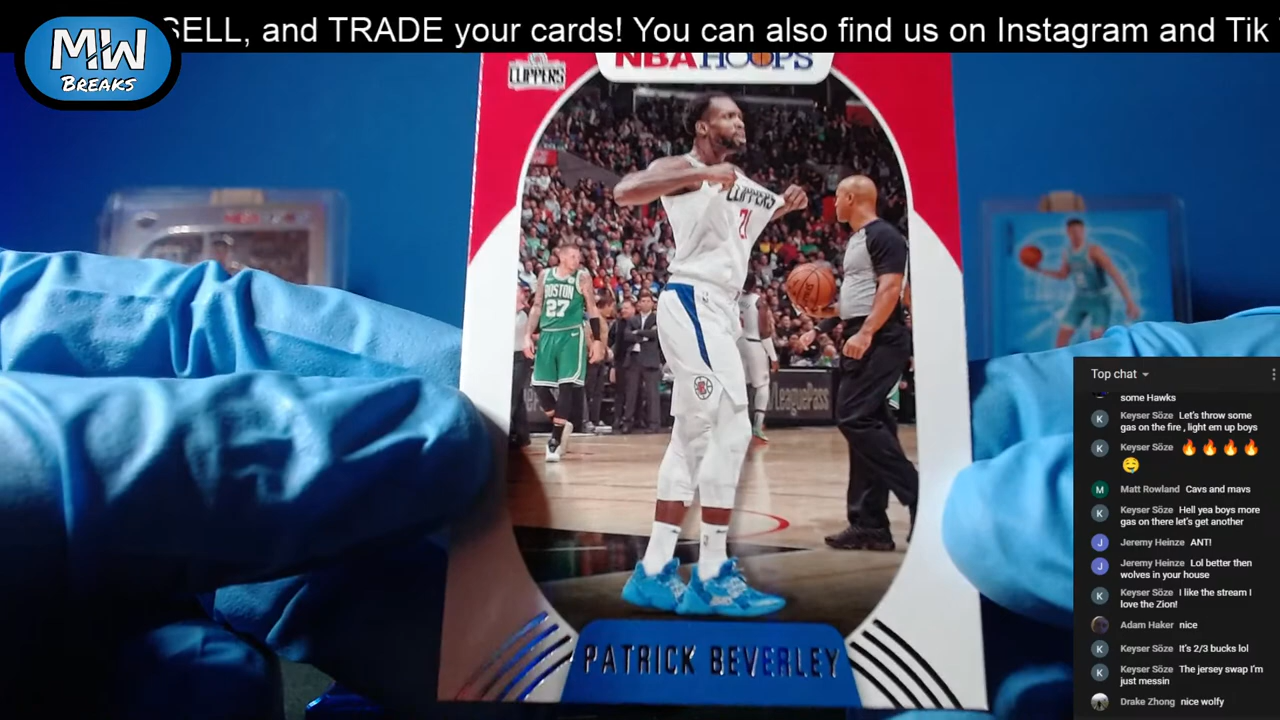 SELL, and TRADE your cards! You can also find us on Instagram and Tik
MW
BREAKS
CLIPPERS
NBA HOOPS
CLIPPERS
21
BOSTON
27
LeaguePass
PATRICK BEVERLEY
Top chat
some Hawks
K Keyser Söze Let's throw some
gas on the fire , light em up boys
K Keyser Söze 🔥🔥🔥🔥
🤤
M Matt Rowland Cavs and mavs
K Keyser Söze Hell yea boys more
gas on there let's get another
J Jeremy Heinze ANT!
J Jeremy Heinze Lol better then
wolves in your house
K Keyser Söze I like the stream I
love the Zion!
Adam Haker nice
K Keyser Söze It's 2/3 bucks lol
K Keyser Söze The jersey swap I'm
just messin
Drake Zhong nice wolfy